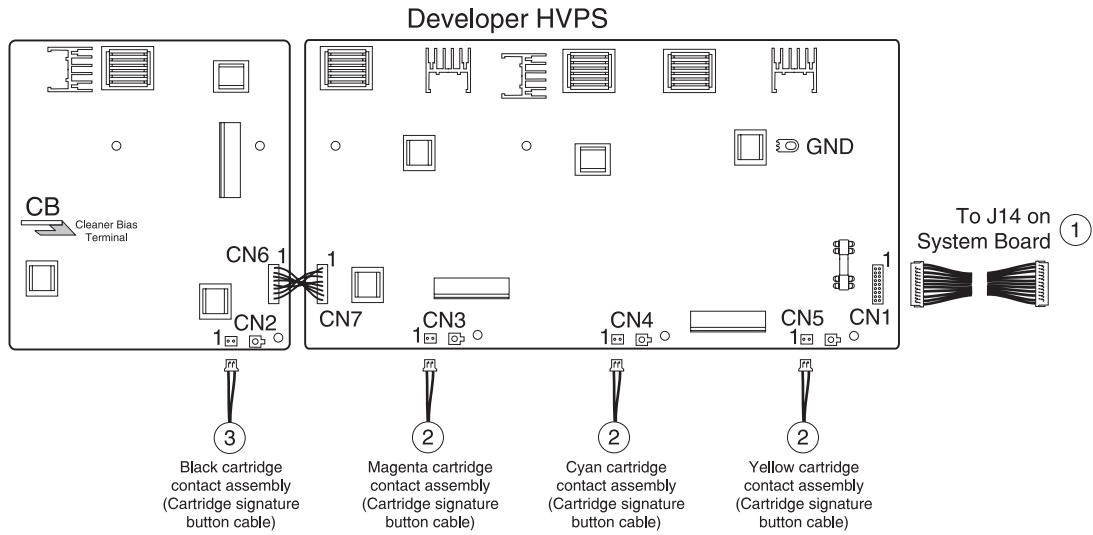 Developer HVPS
GND
CB
Cleaner Bias
Terminal
To J14 on
System Board
1
CN6
1
1
1
CN7
CN2
1
CN3
1
CN4
1
CN5
1
CN1
3
Black cartridge
contact assembly
(Cartridge signature
button cable)
2
Magenta cartridge
contact assembly
(Cartridge signature
button cable)
2
Cyan cartridge
contact assembly
(Cartridge signature
button cable)
2
Yellow cartridge
contact assembly
(Cartridge signature
button cable)